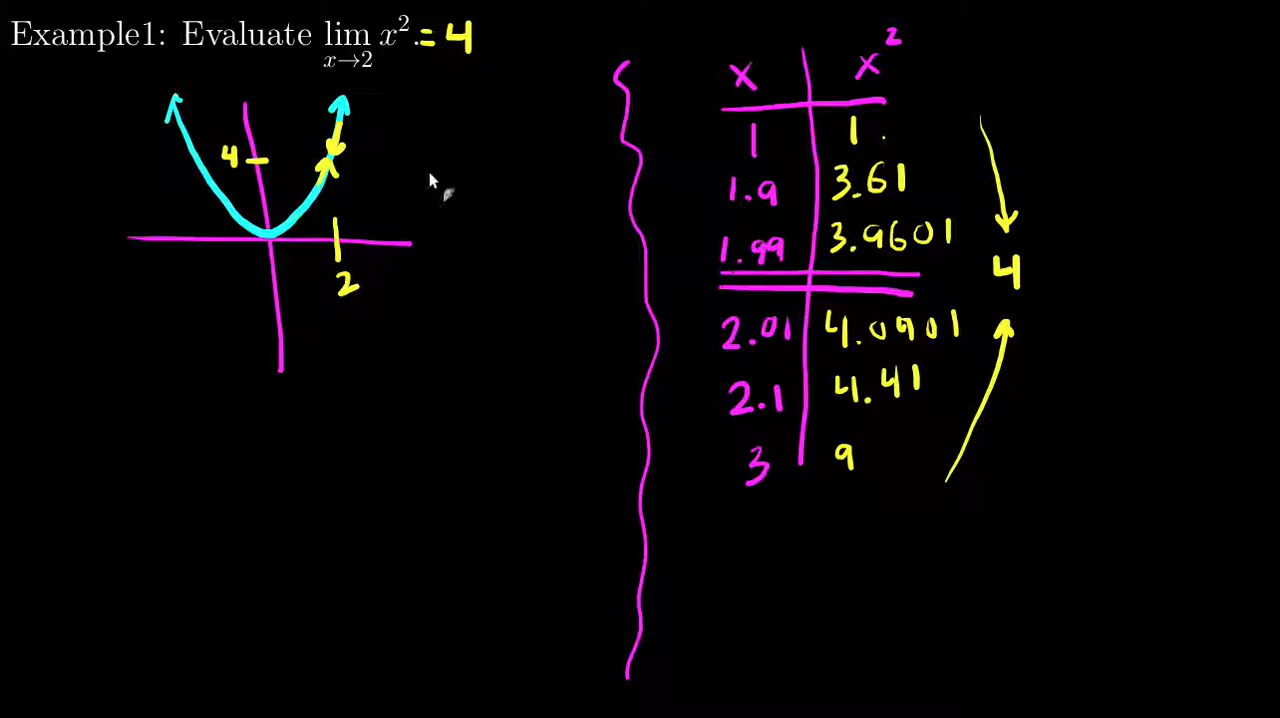 Example1: Evaluate lim x→2 x². = 4
4
2
x | x²
1 | 1
1.9 | 3.61
1.99 | 3.9601
4
2.01 | 4.0901
2.1 | 4.41
3 | 9